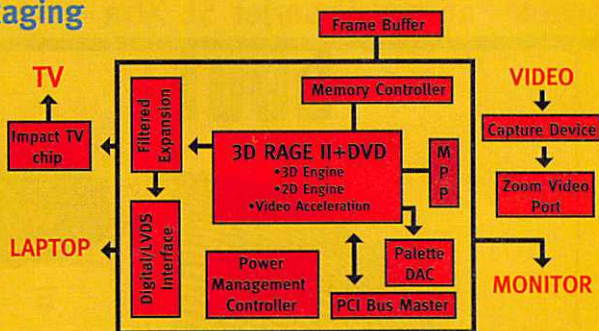 Frame Buffer
TV
Impact TV
chip
Filtered
Expansion
Memory Controller
VIDEO
Capture Device
Zoom Video
Port
3D RAGE II+DVD
•3D Engine
•2D Engine
•Video Acceleration
MPP
LAPTOP
Digital/LVDS
Interface
Power
Management
Controller
Palette
DAC
PCI Bus Master
MONITOR